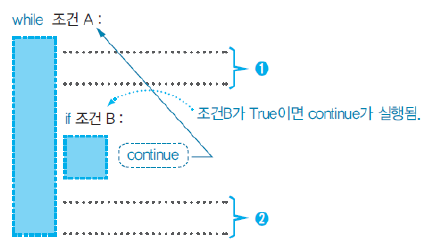 while 조건 A :
❶
조건B가 True이면 continue가 실행됨.
if 조건 B :
continue
❷